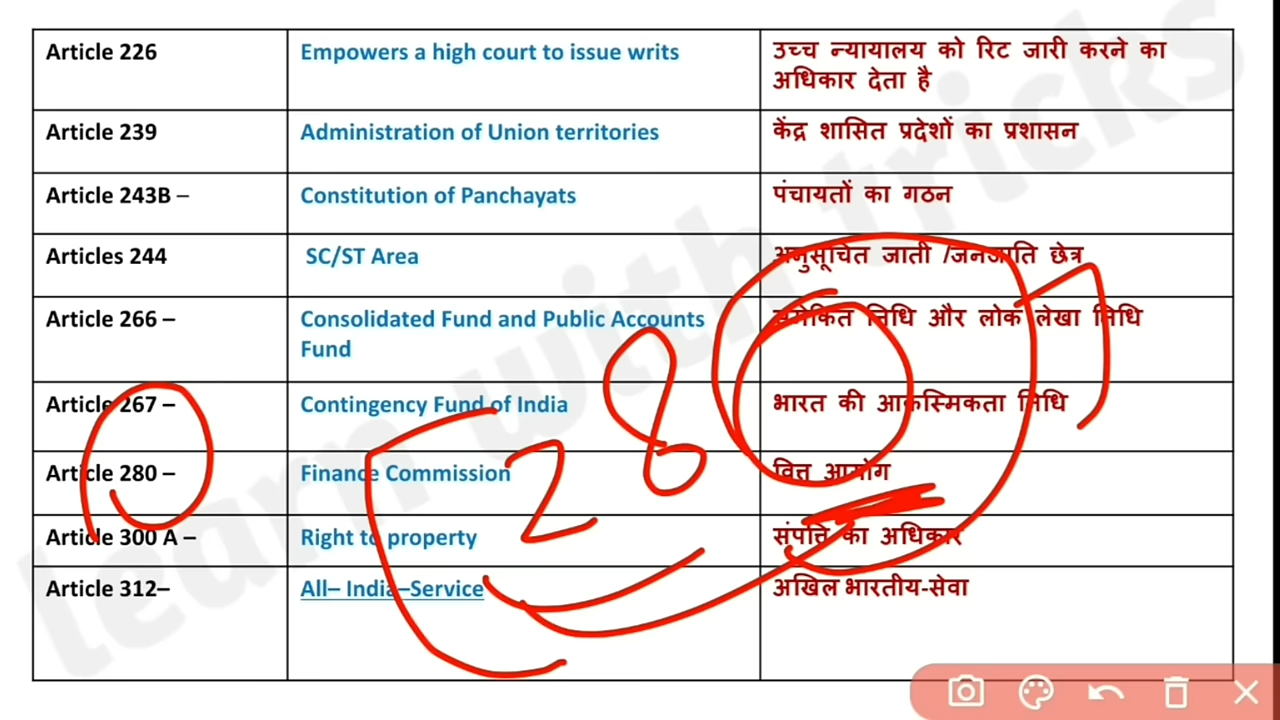 Article 226
Empowers a high court to issue writs
उच्च न्यायालय को रिट जारी करने का
अधिकार देता है
Article 239
Administration of Union territories
केंद्र शासित प्रदेशों का प्रशासन
Article 243B –
Constitution of Panchayats
पंचायतों का गठन
Articles 244
SC/ST Area
अनुसूचित जाती /जनजाति छेत्र
Article 266 –
Consolidated Fund and Public Accounts
Fund
निधि और लोक लेखा निधि
Article 267 –
Contingency Fund of India
भारत की आकस्मिकता निधि
Article 280 –
Finance Commission
वित्त आयोग
Article 300 A –
Right to property
संपत्ति का अधिकार
Article 312–
All– India–Service
अखिल भारतीय-सेवा
280
learn with tricks